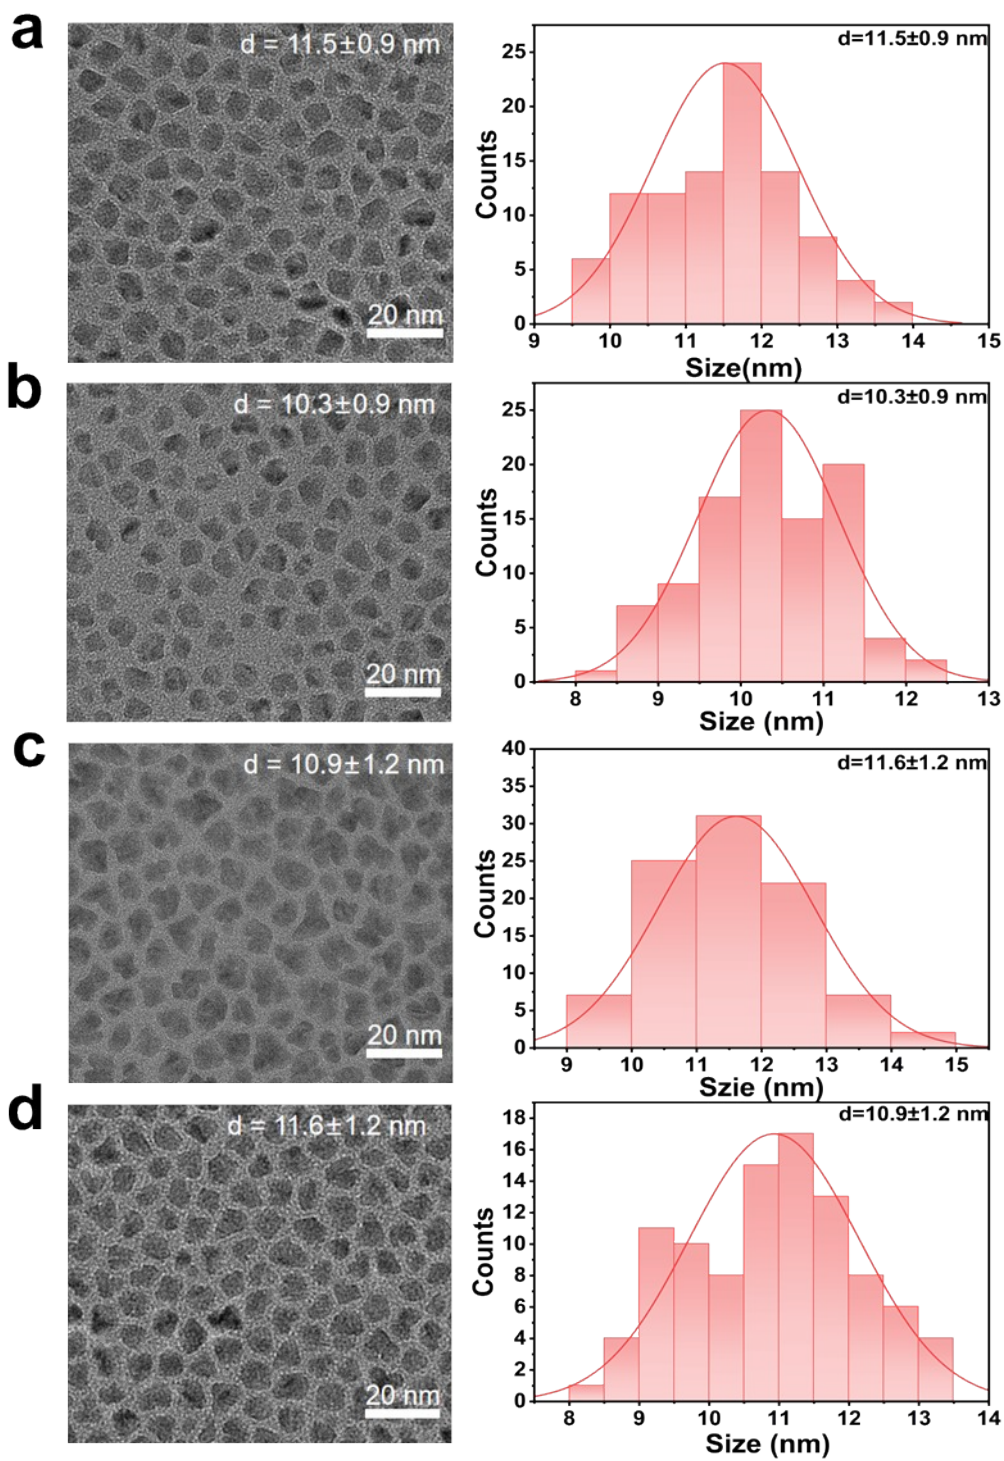 a
d = 11.5±0.9 nm
20 nm
d=11.5±0.9 nm
25
20
15
10
5
0
Counts
9 10 11 12 13 14 15
Size(nm)
b
d = 10.3±0.9 nm
20 nm
d=10.3±0.9 nm
25
20
15
10
5
0
Counts
8 9 10 11 12 13
Size (nm)
c
d = 10.9±1.2 nm
20 nm
d=11.6±1.2 nm
40
35
30
25
20
15
10
5
0
Counts
9 10 11 12 13 14 15
Szie (nm)
d
d = 11.6±1.2 nm
20 nm
d=10.9±1.2 nm
18
16
14
12
10
8
6
4
2
0
Counts
8 9 10 11 12 13 14
Size (nm)